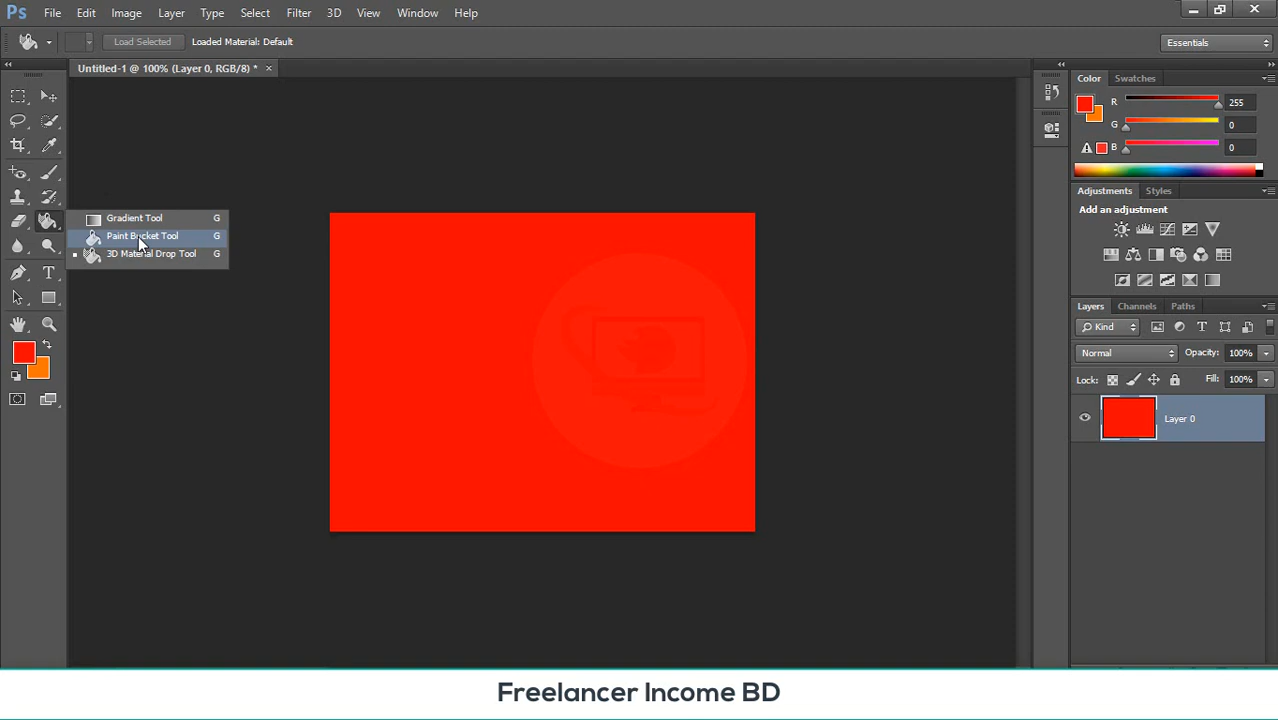 Ps File Edit Image Layer Type Select Filter 3D View Window Help
Load Selected Loaded Material: Default Essentials
Untitled-1 @ 100% (Layer 0, RGB/8) * ×
Color Swatches
R 255
G 0
B 0
Gradient Tool G
Paint Bucket Tool G
3D Material Drop Tool G
Adjustments Styles
Add an adjustment
Layers Channels Paths
Kind
Normal Opacity: 100%
Lock: Fill: 100%
Layer 0
Freelancer Income BD